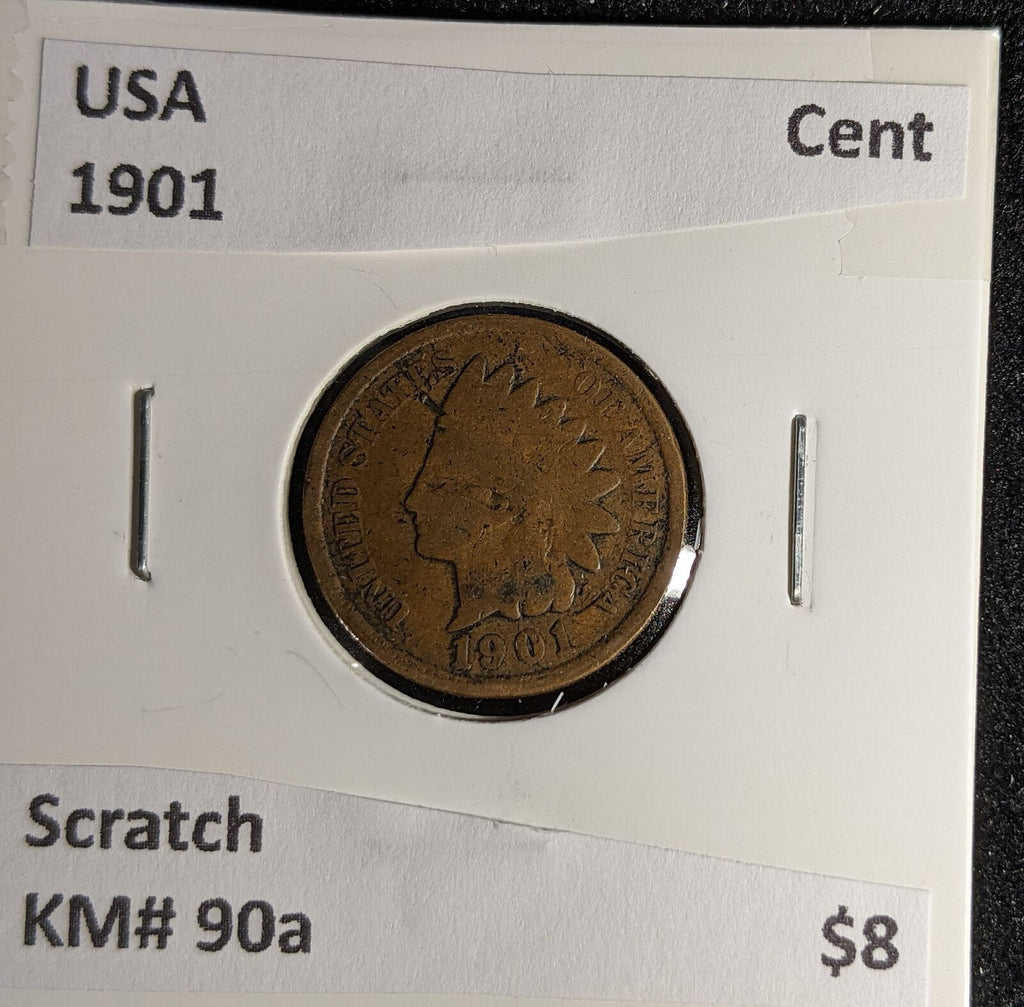 USA
Cent
1901
UNITED STATES OF AMERICA
1901
Scratch
KM# 90a
$8